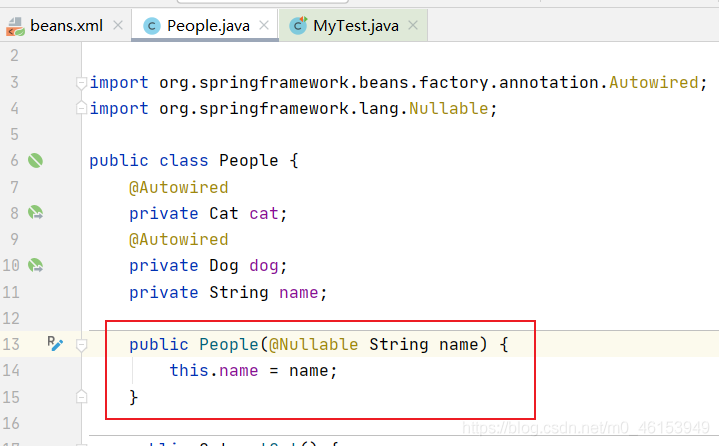 beans.xml People.java MyTest.java
2
3 import org.springframework.beans.factory.annotation.Autowired;
4 import org.springframework.lang.Nullable;
5
6 public class People {
7 @Autowired
8 private Cat cat;
9 @Autowired
10 private Dog dog;
11 private String name;
12
13 public People(@Nullable String name) {
14 this.name = name;
15 }
16
https://blog.csdn.net/m0_46153949